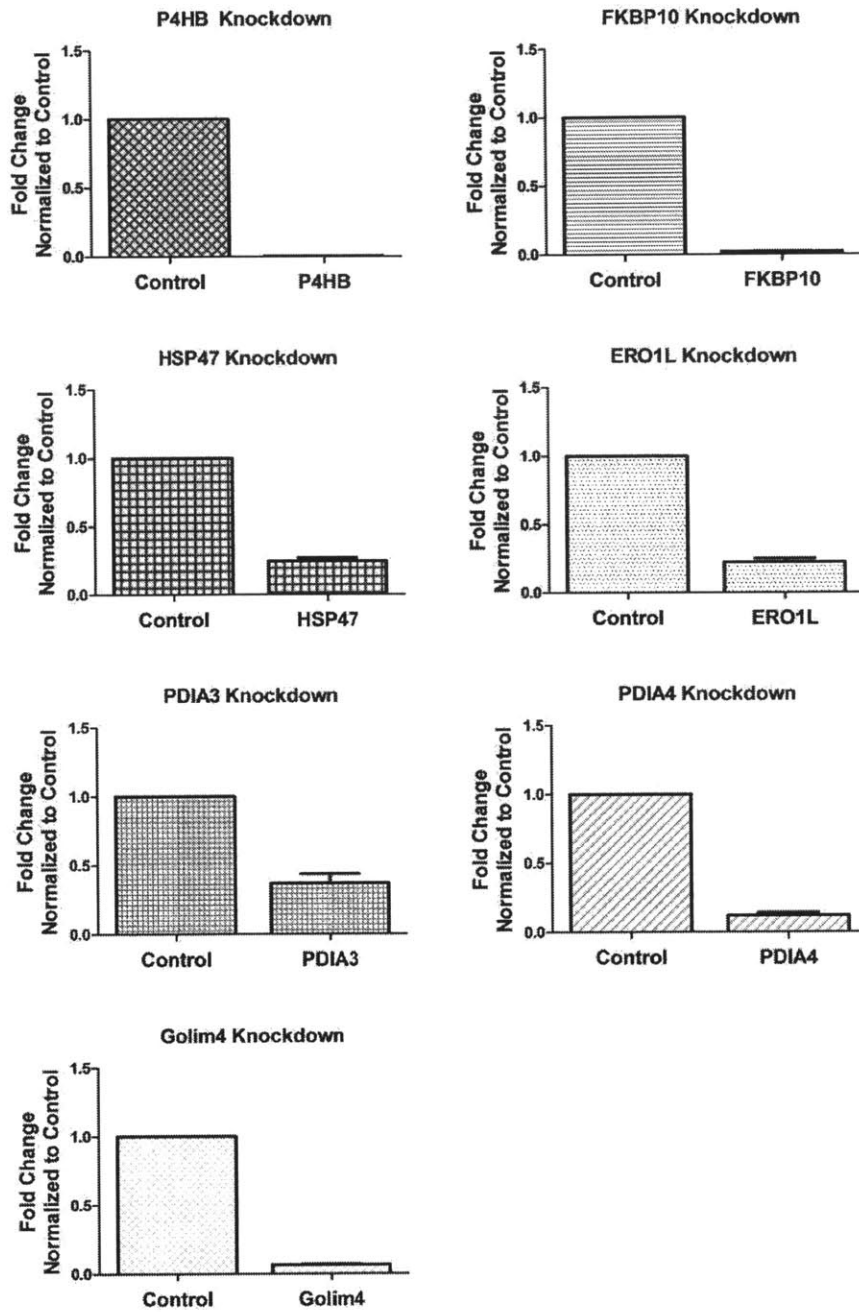 P4HB Knockdown
Fold Change
Normalized to Control
1.5
1.0
0.5
0.0
Control
P4HB
FKBP10 Knockdown
Fold Change
Normalized to Control
1.5
1.0
0.5
0.0
Control
FKBP10
HSP47 Knockdown
Fold Change
Normalized to Control
1.5
1.0
0.5
0.0
Control
HSP47
ERO1L Knockdown
Fold Change
Normalized to Control
1.5
1.0
0.5
0.0
Control
ERO1L
PDIA3 Knockdown
Fold Change
Normalized to Control
1.5
1.0
0.5
0.0
Control
PDIA3
PDIA4 Knockdown
Fold Change
Normalized to Control
1.5
1.0
0.5
0.0
Control
PDIA4
Golim4 Knockdown
Fold Change
Normalized to Control
1.5
1.0
0.5
0.0
Control
Golim4